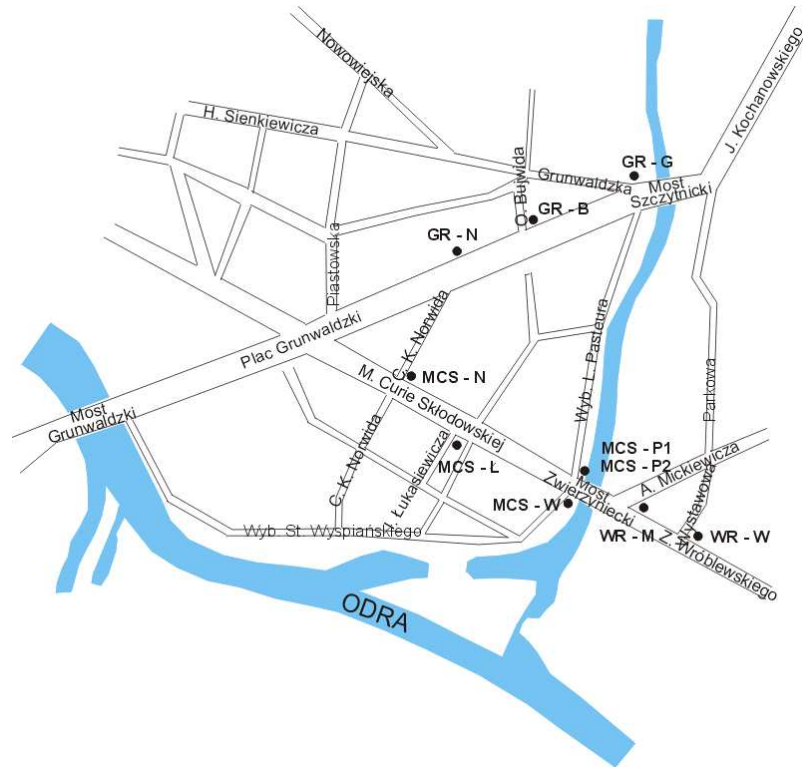 Nowowiejska
H. Sienkiewicza
J. Kochanowskiego
GR - G
Grunwaldzka
Most
Szczytnicki
O. Bujwida
GR - B
GR - N
Piastowska
Plac Grunwaldzki
C. K. Norwida
MCS - N
M. Curie Skłodowskiej
Wyb. L. Pasteura
Parkowa
Most
Grunwaldzki
MCS - Ł
J. Łukasiewicza
C. K. Norwida
MCS - P1
MCS - P2
A. Mickiewicza
Most
Zwierzyniecki
MCS - W
Wystawowa
WR - M
WR - W
Z. Wróblewskiego
Wyb. St. Wyspiańskiego
ODRA